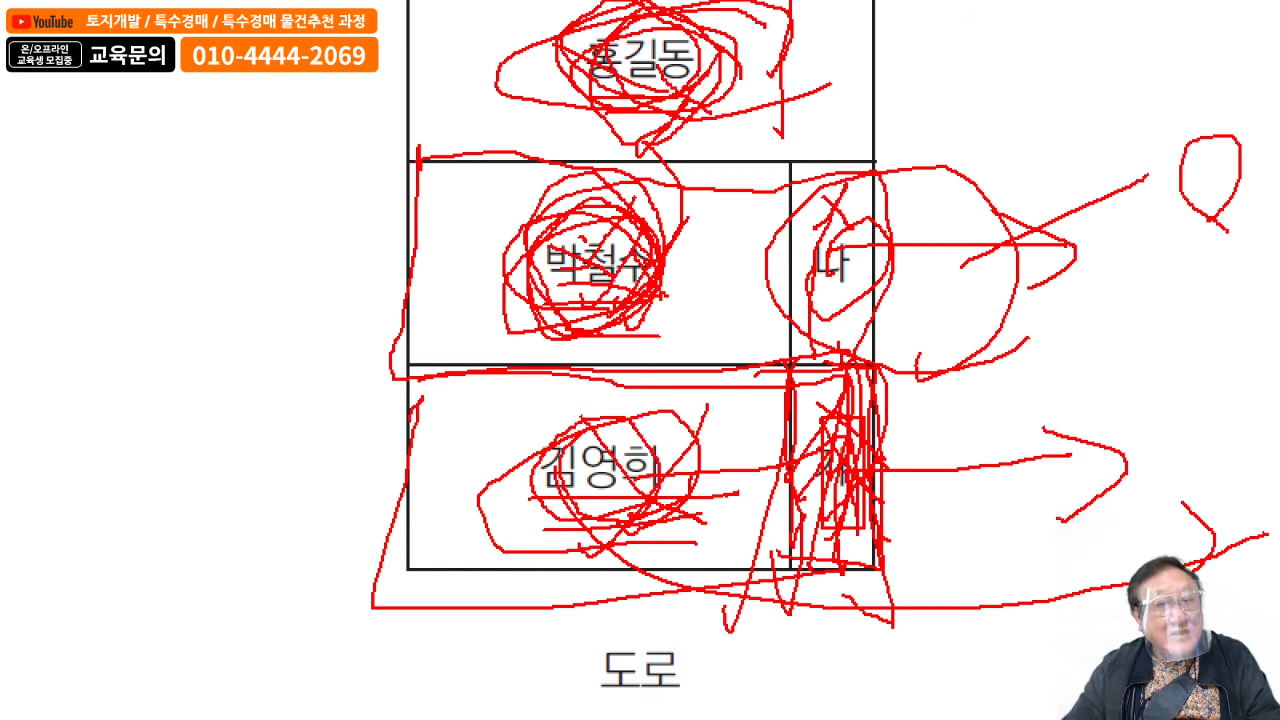 YouTube 토지개발 / 특수경매 / 특수경매 물건추천 과정
온/오프라인
교육생 모집중
교육문의 010-4444-2069
홍길동
박철수 나
김영희
도로